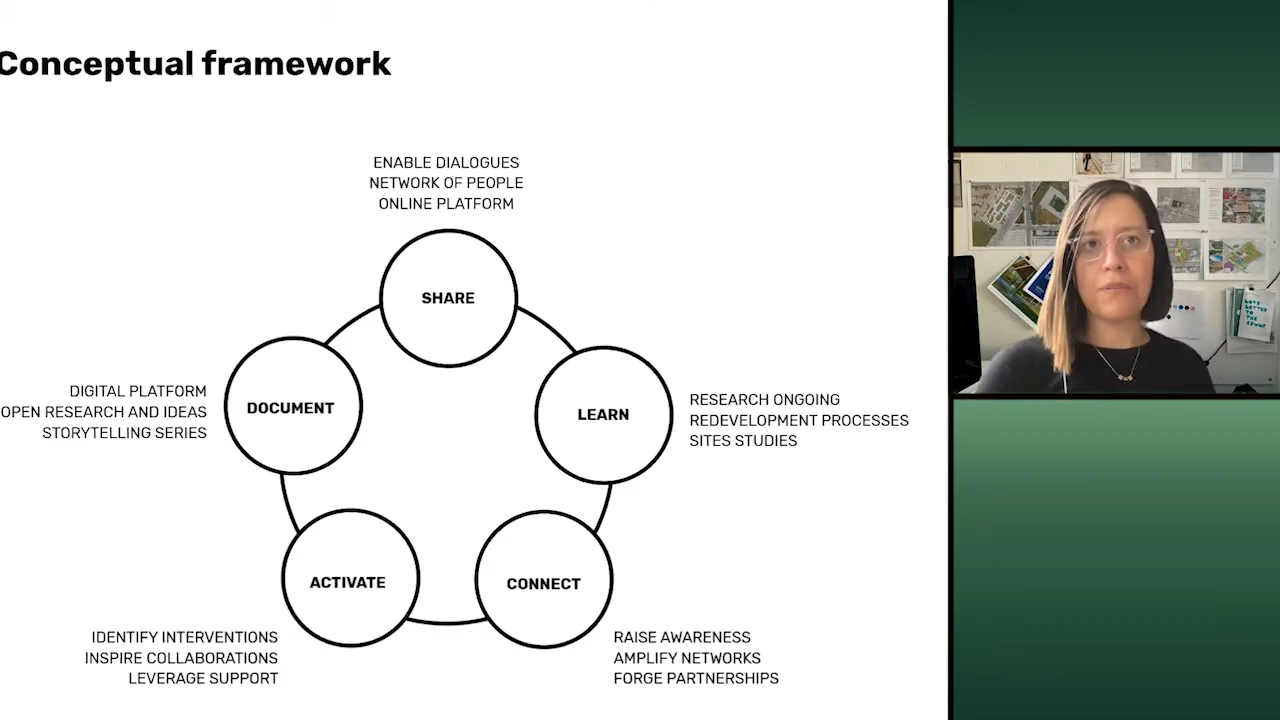 Conceptual framework
ENABLE DIALOGUES
NETWORK OF PEOPLE
ONLINE PLATFORM
SHARE
DOCUMENT
DIGITAL PLATFORM
OPEN RESEARCH AND IDEAS
STORYTELLING SERIES
LEARN
RESEARCH ONGOING
REDEVELOPMENT PROCESSES
SITES STUDIES
ACTIVATE
IDENTIFY INTERVENTIONS
INSPIRE COLLABORATIONS
LEVERAGE SUPPORT
CONNECT
RAISE AWARENESS
AMPLIFY NETWORKS
FORGE PARTNERSHIPS